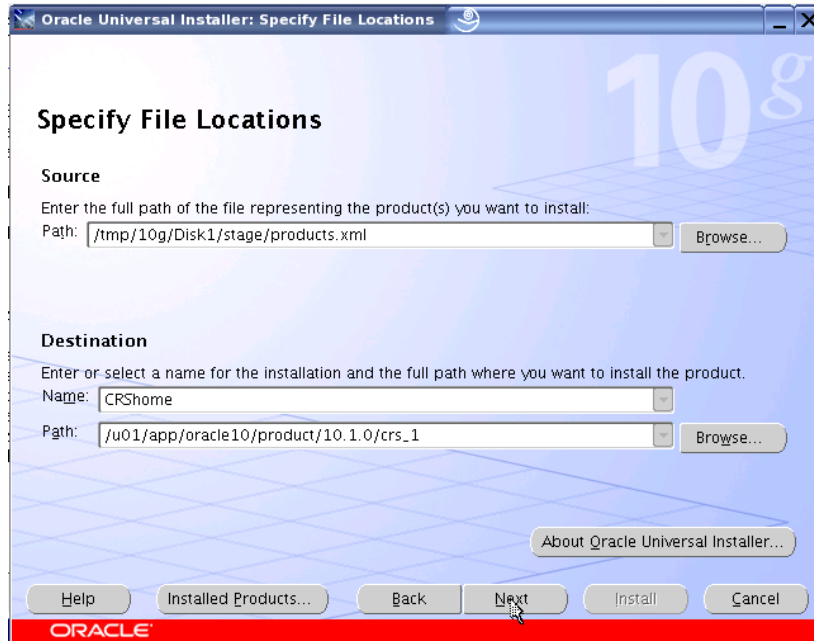 Oracle Universal Installer: Specify File Locations
10g
Specify File Locations
Source
Enter the full path of the file representing the product(s) you want to install:
Path: /tmp/10g/Disk1/stage/products.xml Browse...
Destination
Enter or select a name for the installation and the full path where you want to install the product.
Name: CRShome
Path: /u01/app/oracle10/product/10.1.0/crs_1 Browse...
About Oracle Universal Installer...
Help Installed Products... Back Next Install Cancel
ORACLE